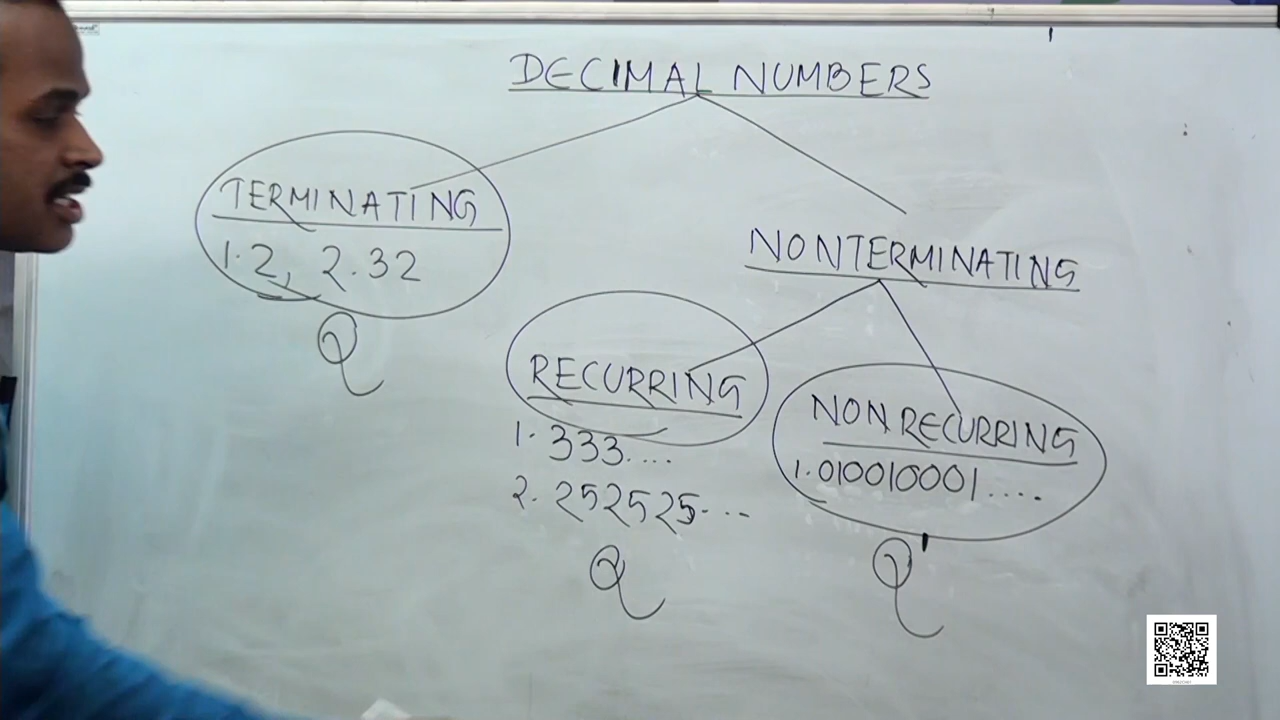 DECIMAL NUMBERS
TERMINATING
1.2, 2.32
Q
NONTERMINATING
RECURRING
1.333....
2.252525....
Q
NON RECURRING
1.010010001....
Q'